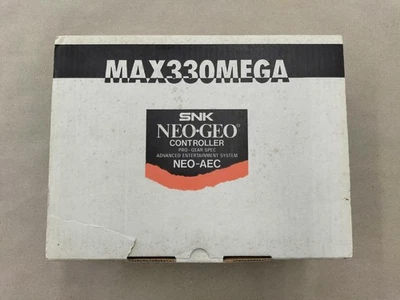 MAX330MEGA
SNK
NEO·GEO
CONTROLLER
PRO-GEAR SPEC
ADVANCED ENTERTAINMENT SYSTEM
NEO-AEC